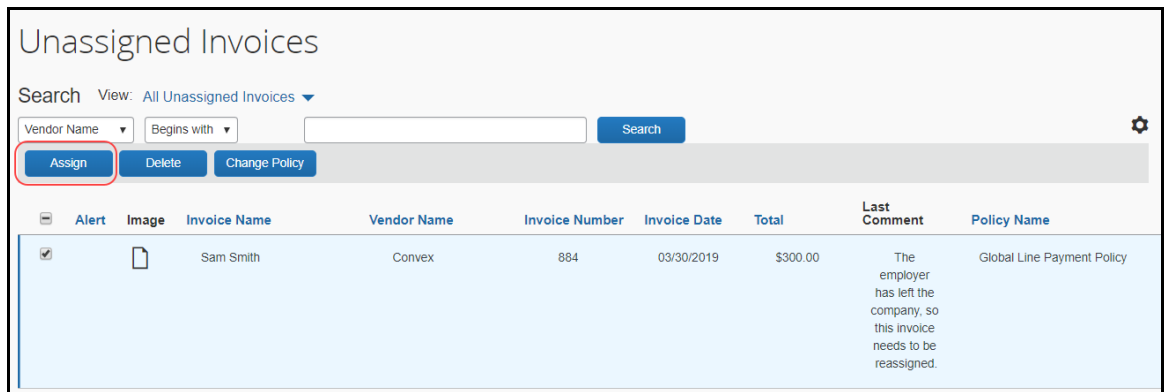 Unassigned Invoices
Search View: All Unassigned Invoices
Vendor Name Begins with Search
Assign Delete Change Policy
Alert Image Invoice Name Vendor Name Invoice Number Invoice Date Total Last Comment Policy Name
Sam Smith Convex 884 03/30/2019 $300.00 The Global Line Payment Policy
employer
has left the
company, so
this invoice
needs to be
reassigned.